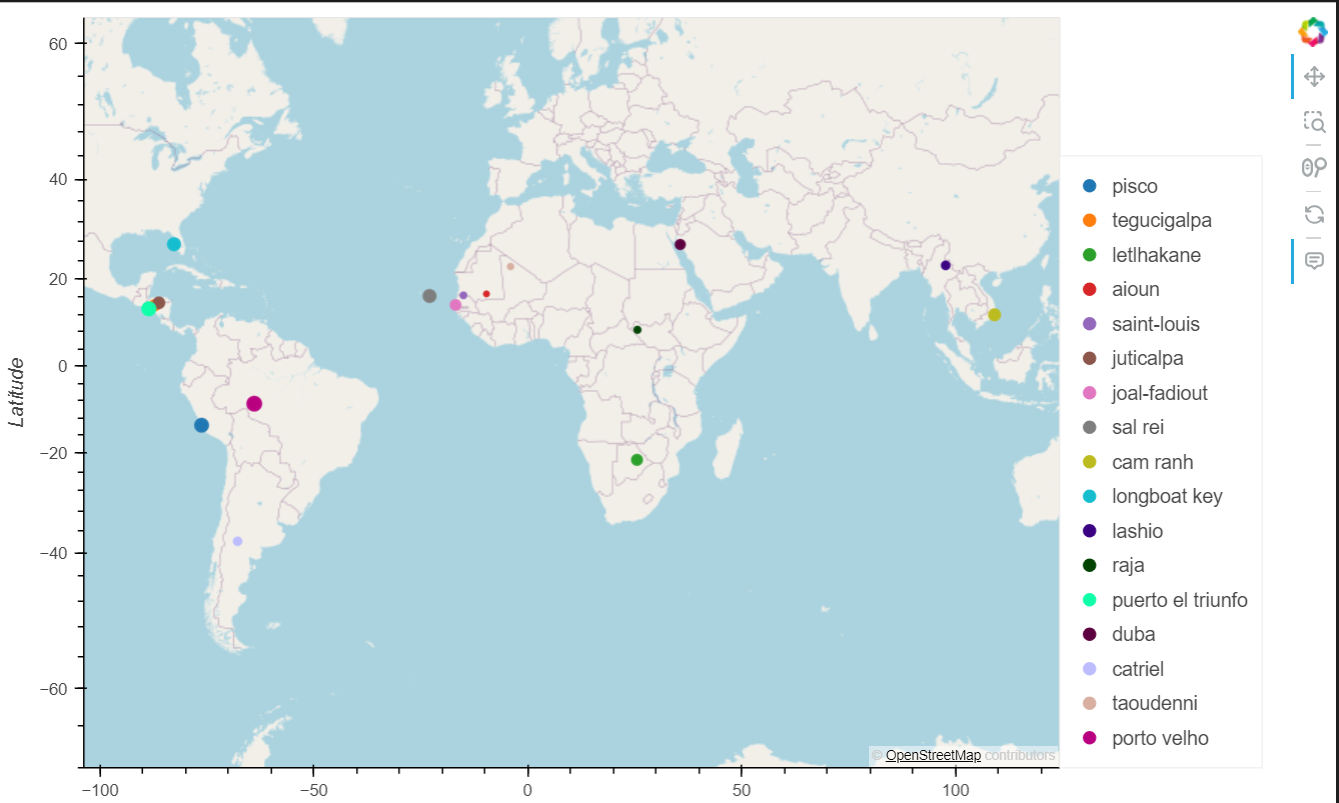 60
40
20
0
−20
−40
−60
Latitude
−100
−50
0
50
100
© OpenStreetMap contributors
pisco
tegucigalpa
letlhakane
aioun
saint-louis
juticalpa
joal-fadiout
sal rei
cam ranh
longboat key
lashio
raja
puerto el triunfo
duba
catriel
taoudenni
porto velho